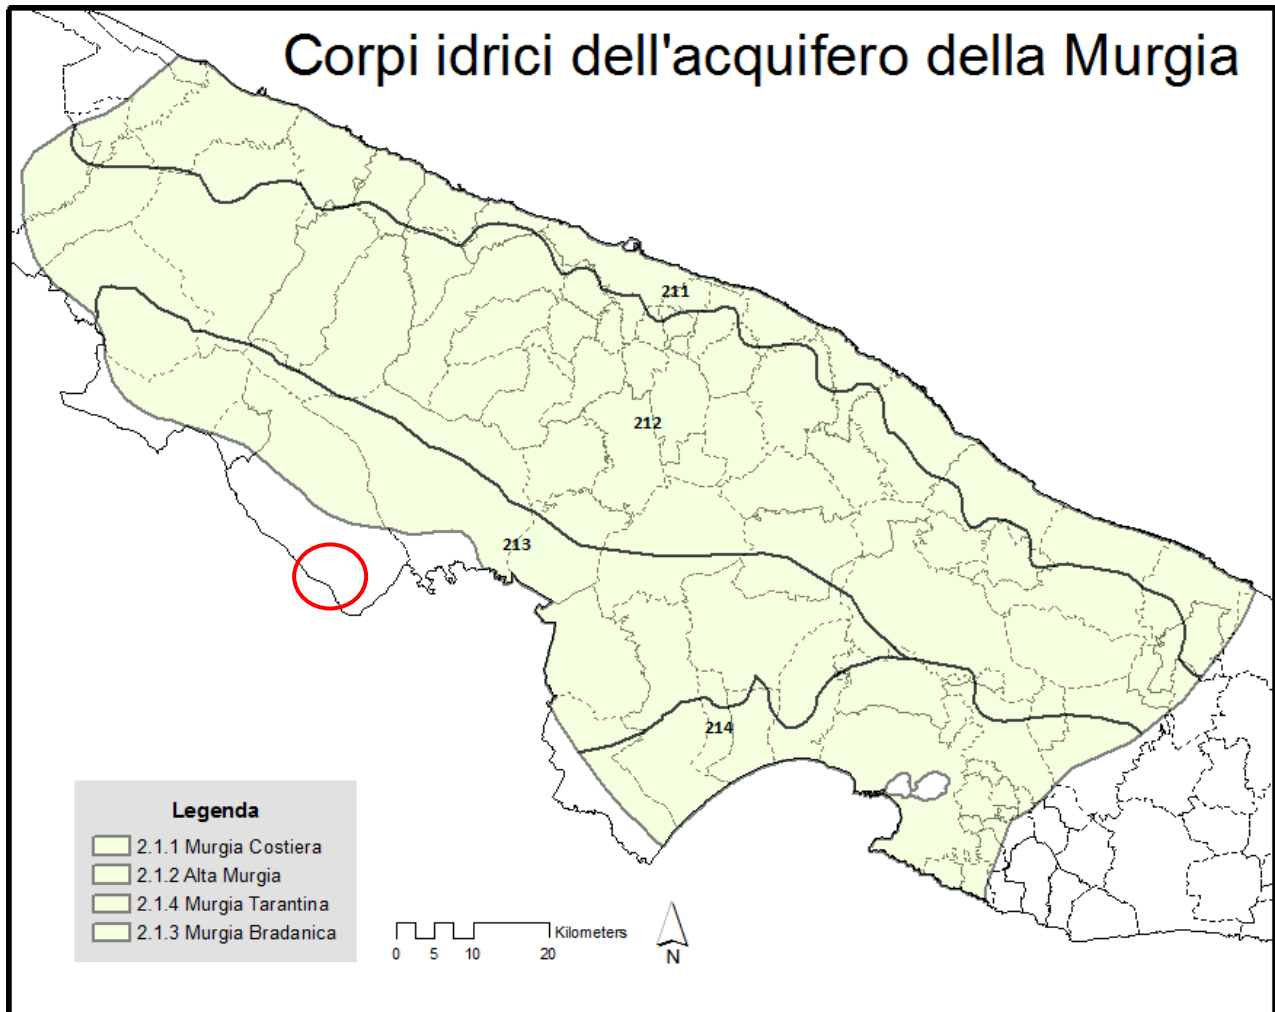 Corpi idrici dell'acquifero della Murgia
211
212
213
214
Legenda
2.1.1 Murgia Costiera
2.1.2 Alta Murgia
2.1.4 Murgia Tarantina
2.1.3 Murgia Bradanica
Kilometers
0 5 10 20
N